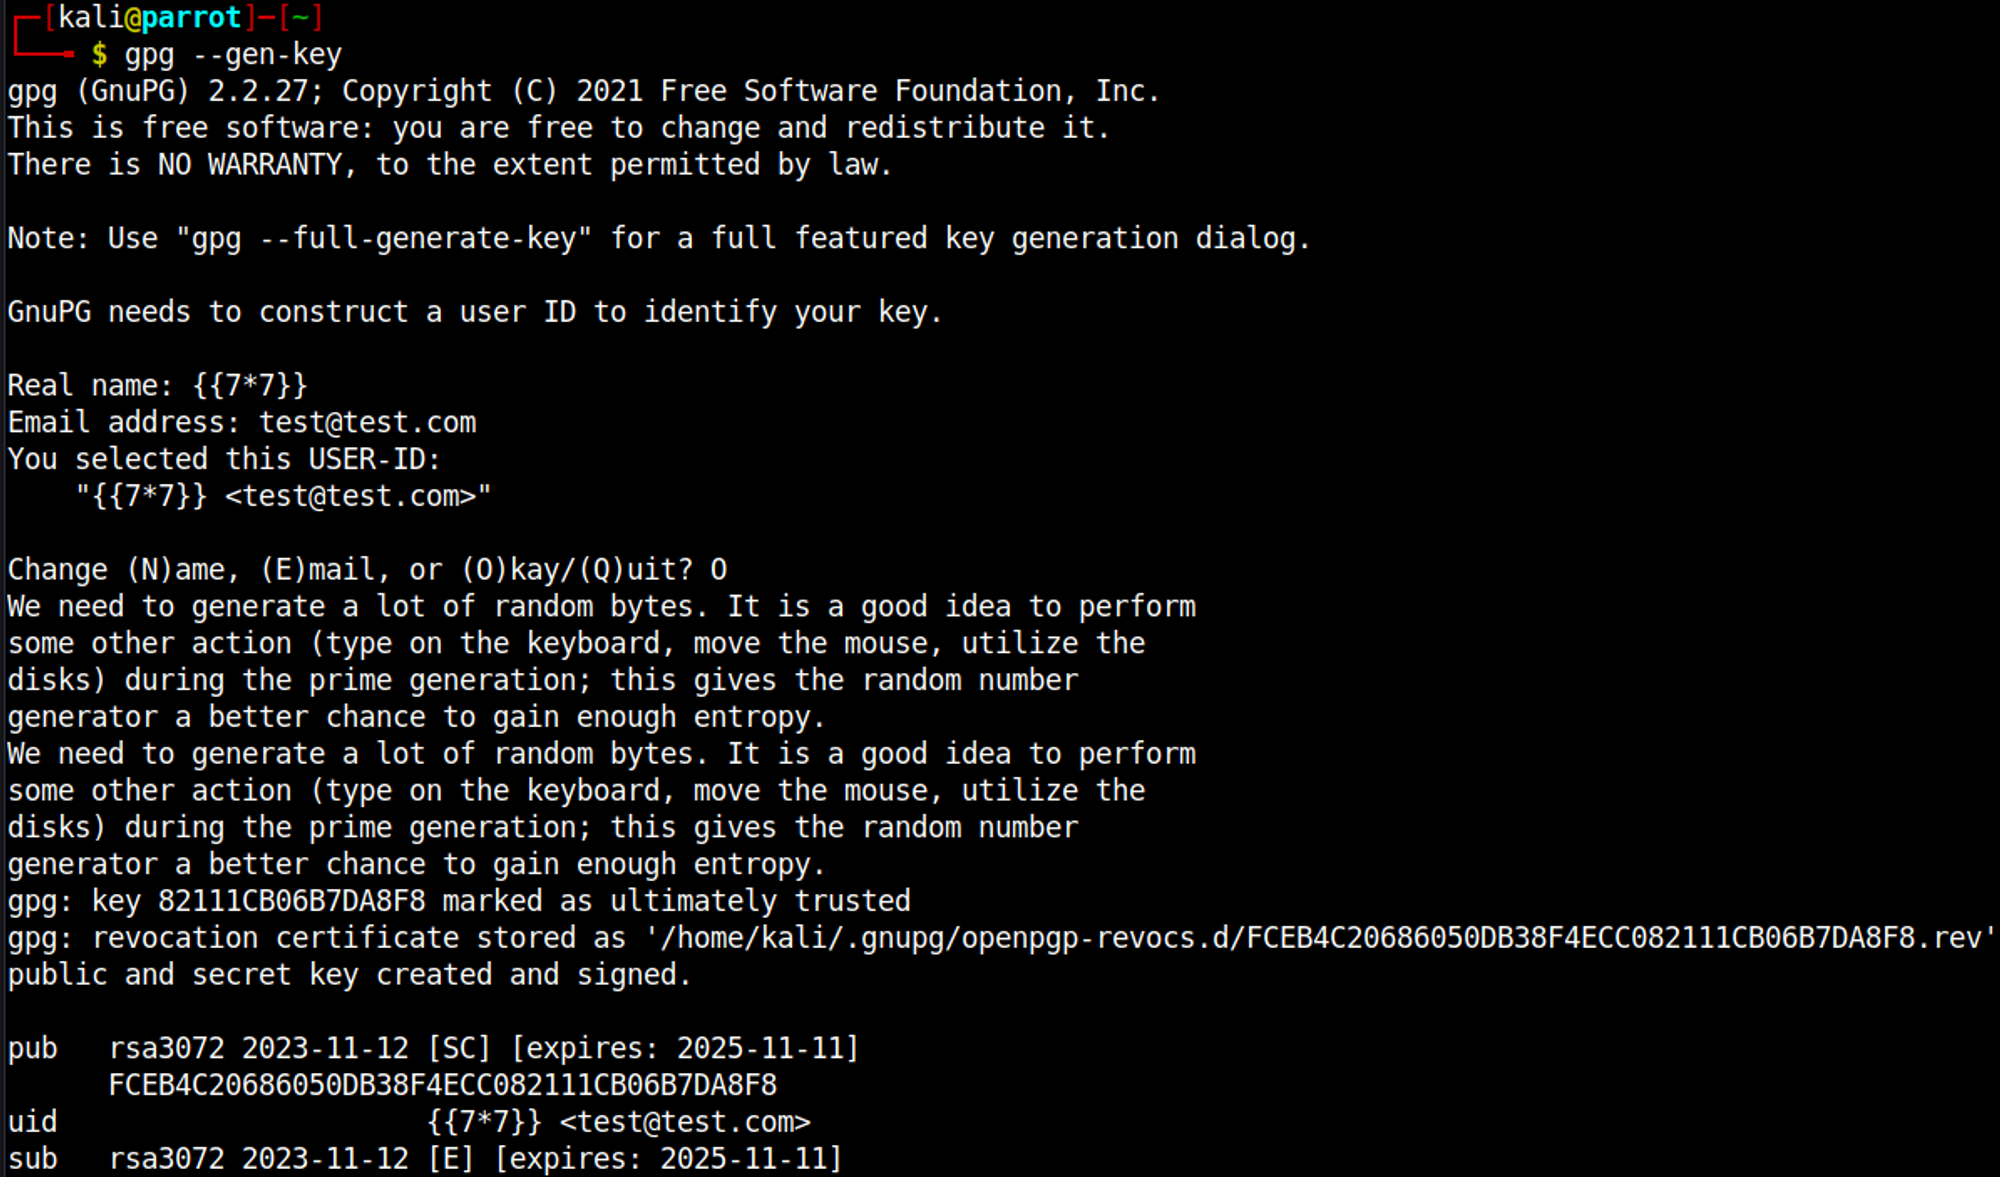 ┌─[kali@parrot]─[~]
└──╼ $ gpg --gen-key
gpg (GnuPG) 2.2.27; Copyright (C) 2021 Free Software Foundation, Inc.
This is free software: you are free to change and redistribute it.
There is NO WARRANTY, to the extent permitted by law.

Note: Use "gpg --full-generate-key" for a full featured key generation dialog.

GnuPG needs to construct a user ID to identify your key.

Real name: {{7*7}}
Email address: test@test.com
You selected this USER-ID:
    "{{7*7}} <test@test.com>"

Change (N)ame, (E)mail, or (O)kay/(Q)uit? O
We need to generate a lot of random bytes. It is a good idea to perform
some other action (type on the keyboard, move the mouse, utilize the
disks) during the prime generation; this gives the random number
generator a better chance to gain enough entropy.
We need to generate a lot of random bytes. It is a good idea to perform
some other action (type on the keyboard, move the mouse, utilize the
disks) during the prime generation; this gives the random number
generator a better chance to gain enough entropy.
gpg: key 82111CB06B7DA8F8 marked as ultimately trusted
gpg: revocation certificate stored as '/home/kali/.gnupg/openpgp-revocs.d/FCEB4C20686050DB38F4ECC082111CB06B7DA8F8.rev'
public and secret key created and signed.

pub   rsa3072 2023-11-12 [SC] [expires: 2025-11-11]
      FCEB4C20686050DB38F4ECC082111CB06B7DA8F8
uid                      {{7*7}} <test@test.com>
sub   rsa3072 2023-11-12 [E] [expires: 2025-11-11]